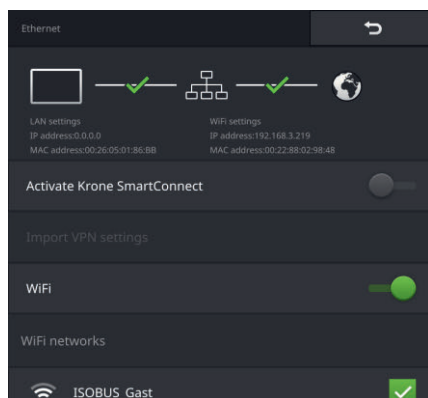 Ethernet
LAN settings
IP address:0.0.0.0
MAC address:00:26:05:01:86:BB
WiFi settings
IP address:192.168.3.219
MAC address:00:22:88:02:98:48
Activate Krone SmartConnect
Import VPN settings
WiFi
WiFi networks
ISOBUS_Gast